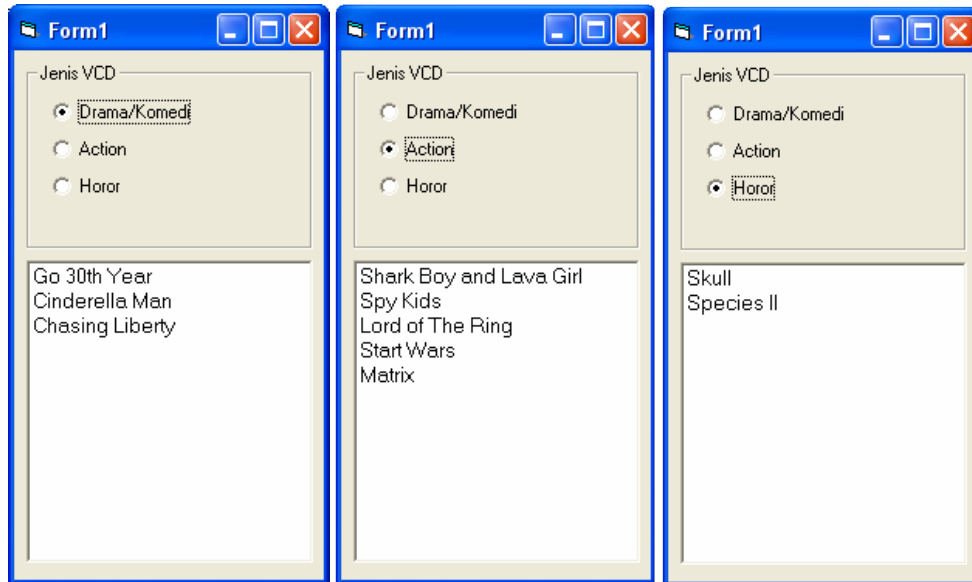 Form1
Jenis VCD
Drama/Komedi
Action
Horor
Go 30th Year
Cinderella Man
Chasing Liberty
Form1
Jenis VCD
Drama/Komedi
Action
Horor
Shark Boy and Lava Girl
Spy Kids
Lord of The Ring
Start Wars
Matrix
Form1
Jenis VCD
Drama/Komedi
Action
Horor
Skull
Species II